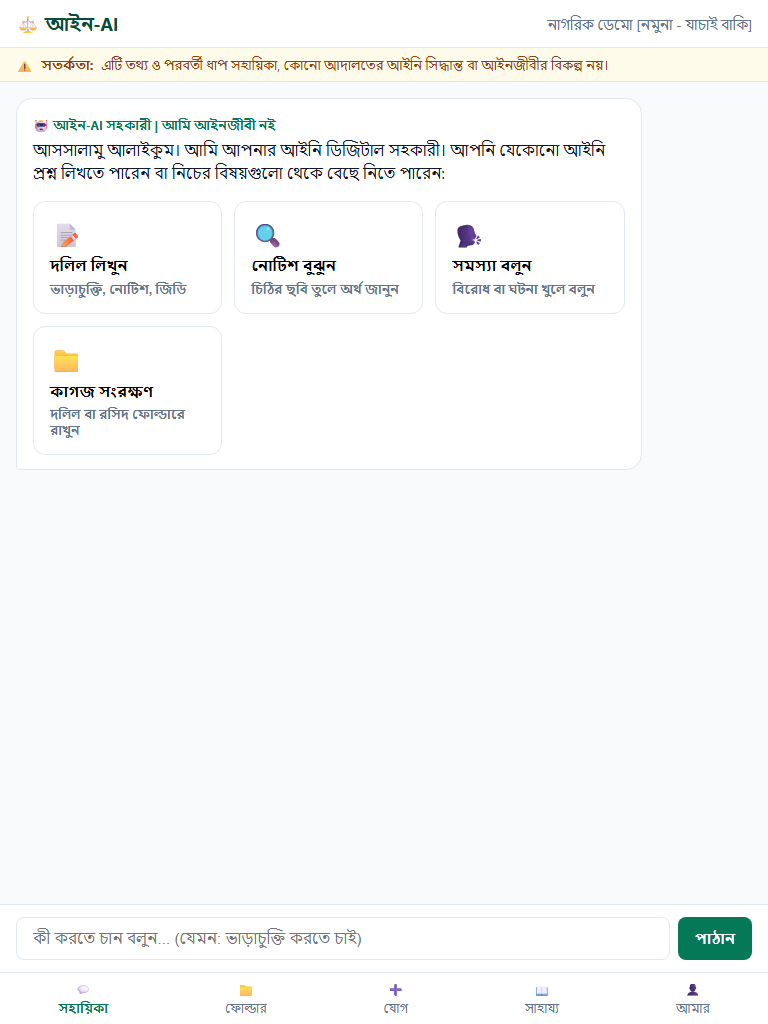 আইন-AI
নাগরিক ডেমো [নমুনা - যাচাই বাকি]
সতর্কতা: এটি তথ্য ও পরবর্তী ধাপ সহায়িকা, কোনো আদালতের আইনি সিদ্ধান্ত বা আইনজীবীর বিকল্প নয়।
আইন-AI সহকারী | আমি আইনজীবী নই
আসসালামু আলাইকুম। আমি আপনার আইনি ডিজিটাল সহকারী। আপনি যেকোনো আইনি
প্রশ্ন লিখতে পারেন বা নিচের বিষয়গুলো থেকে বেছে নিতে পারেন:
দলিল লিখুন
ভাড়াচুক্তি, নোটিশ, জিডি
নোটিশ বুঝুন
চিঠির ছবি তুলে অর্থ জানুন
সমস্যা বলুন
বিরোধ বা ঘটনা খুলে বলুন
কাগজ সংরক্ষণ
দলিল বা রসিদ ফোল্ডারে
রাখুন
কী করতে চান বলুন... (যেমন: ভাড়াচুক্তি করতে চাই)
পাঠান
সহায়িকা
ফোল্ডার
যোগ
সাহায্য
আমার